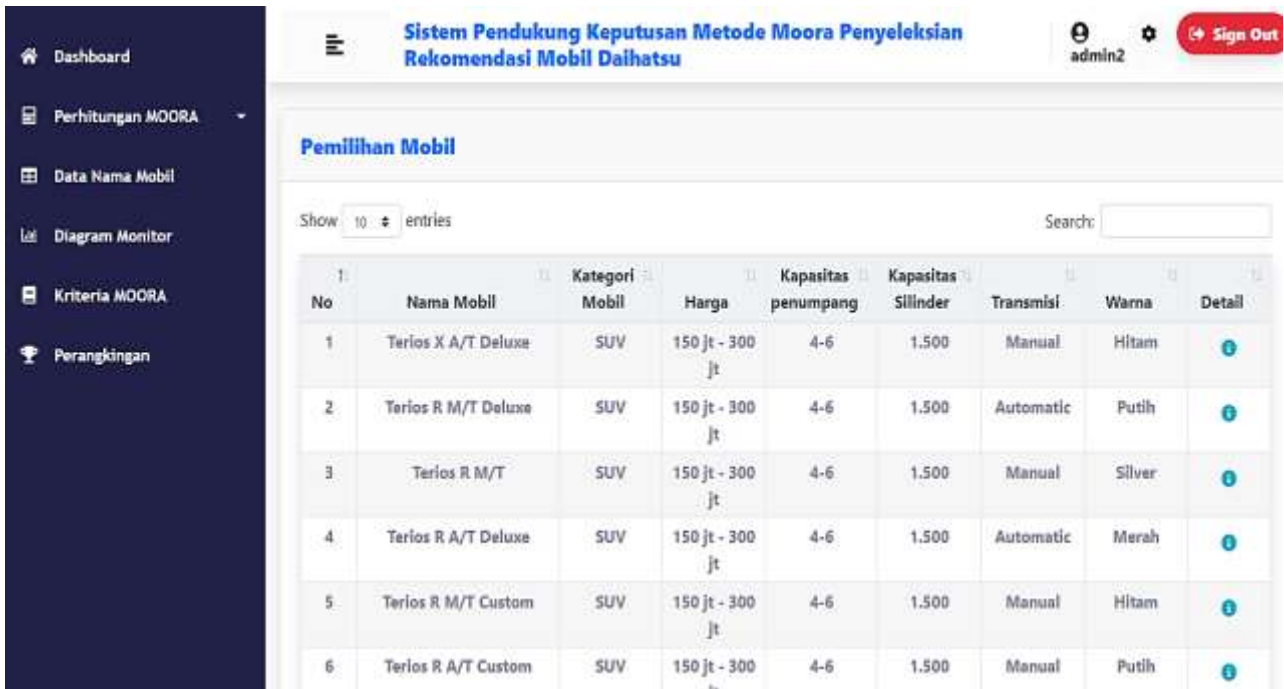 Dashboard
Perhitungan MOORA
Data Nama Mobil
Diagram Monitor
Kriteria MOORA
Perangkingan
Sistem Pendukung Keputusan Metode Moora Penyeleksian
Rekomendasi Mobil Daihatsu
admin2
Sign Out
Pemilihan Mobil
Show 10 entries
Search:
No Nama Mobil Kategori Mobil Harga Kapasitas penumpang Kapasitas Silinder Transmisi Warna Detail
1 Terios X A/T Deluxe SUV 150 jt - 300 jt 4-6 1.500 Manual Hitam
2 Terios R M/T Deluxe SUV 150 jt - 300 jt 4-6 1.500 Automatic Putih
3 Terios R M/T SUV 150 jt - 300 jt 4-6 1.500 Manual Silver
4 Terios R A/T Deluxe SUV 150 jt - 300 jt 4-6 1.500 Automatic Merah
5 Terios R M/T Custom SUV 150 jt - 300 jt 4-6 1.500 Manual Hitam
6 Terios R A/T Custom SUV 150 jt - 300 4-6 1.500 Manual Putih